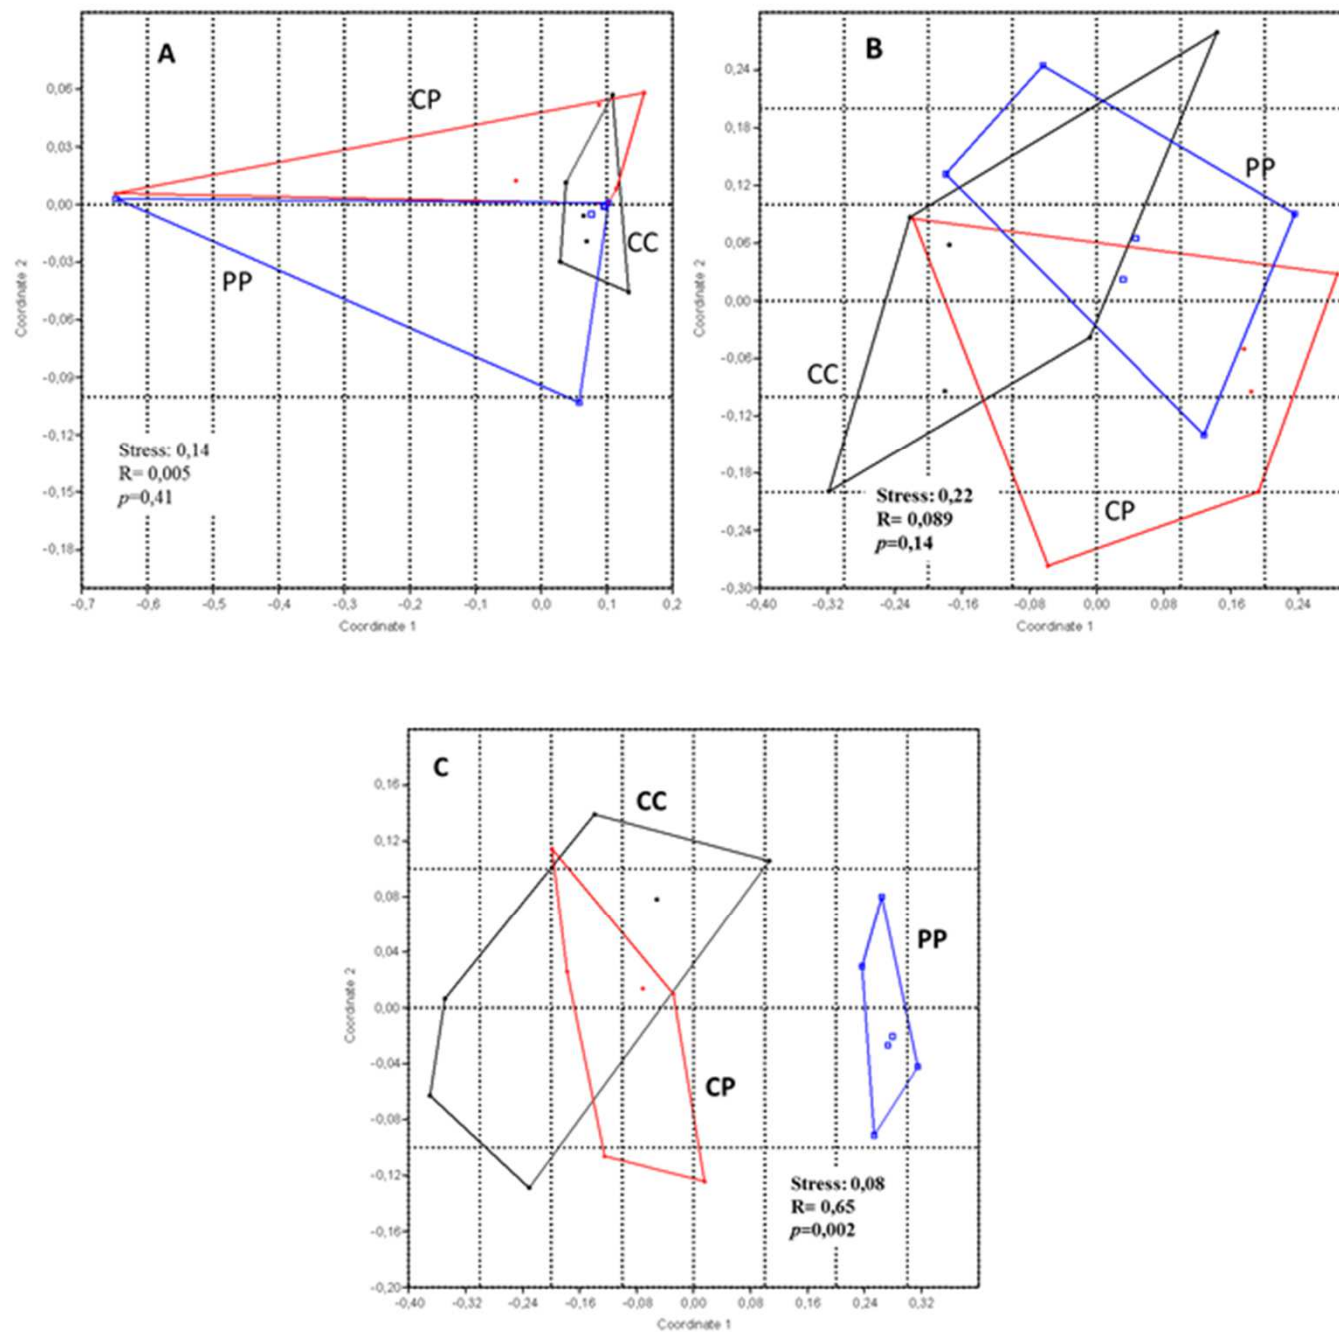 A
CP
CC
PP
0,06
0,03
0,00
-0,03
-0,06
-0,09
-0,12
-0,15
-0,18
Coordinate 2
Stress: 0,14
R= 0,005
p=0,41
-0,7 -0,6 -0,5 -0,4 -0,3 -0,2 -0,1 0,0 0,1 0,2
Coordinate 1
B
PP
CC
CP
0,24
0,18
0,12
0,06
0,00
-0,06
-0,12
-0,18
-0,24
-0,30
Coordinate 2
Stress: 0,22
R= 0,089
p=0,14
-0,40 -0,32 -0,24 -0,16 -0,08 0,00 0,08 0,16 0,24
Coordinate 1
C
CC
PP
CP
0,16
0,12
0,08
0,04
0,00
-0,04
-0,08
-0,12
-0,16
-0,20
Coordinate 2
Stress: 0,08
R= 0,65
p=0,002
-0,40 -0,32 -0,24 -0,16 -0,08 0,00 0,08 0,16 0,24 0,32
Coordinate 1